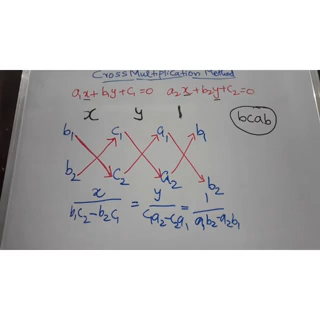 Cross Multiplication Method
a₁x+b₁y+c₁=0 a₂x+b₂y+c₂=0
x y 1 bcab
b₁ c₁ a₁ b₁
b₂ c₂ a₂ b₂
x/(b₁c₂-b₂c₁) = y/(c₁a₂-c₂a₁) = 1/(a₁b₂-a₂b₁)